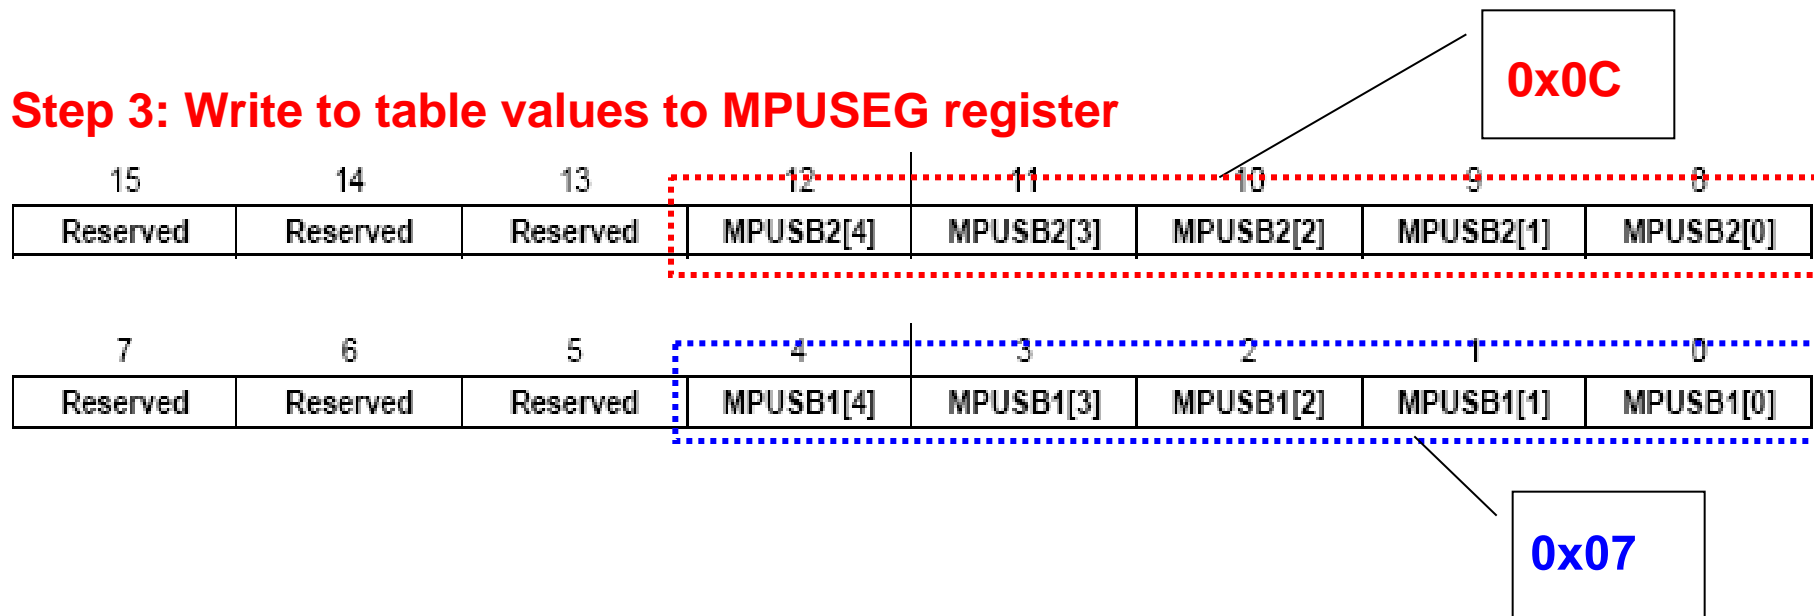 0x0C
Step 3: Write to table values to MPUSEG register
15 14 13 12 11 10 9 8
Reserved Reserved Reserved MPUSB2[4] MPUSB2[3] MPUSB2[2] MPUSB2[1] MPUSB2[0]
7 6 5 4 3 2 1 0
Reserved Reserved Reserved MPUSB1[4] MPUSB1[3] MPUSB1[2] MPUSB1[1] MPUSB1[0]
0x07